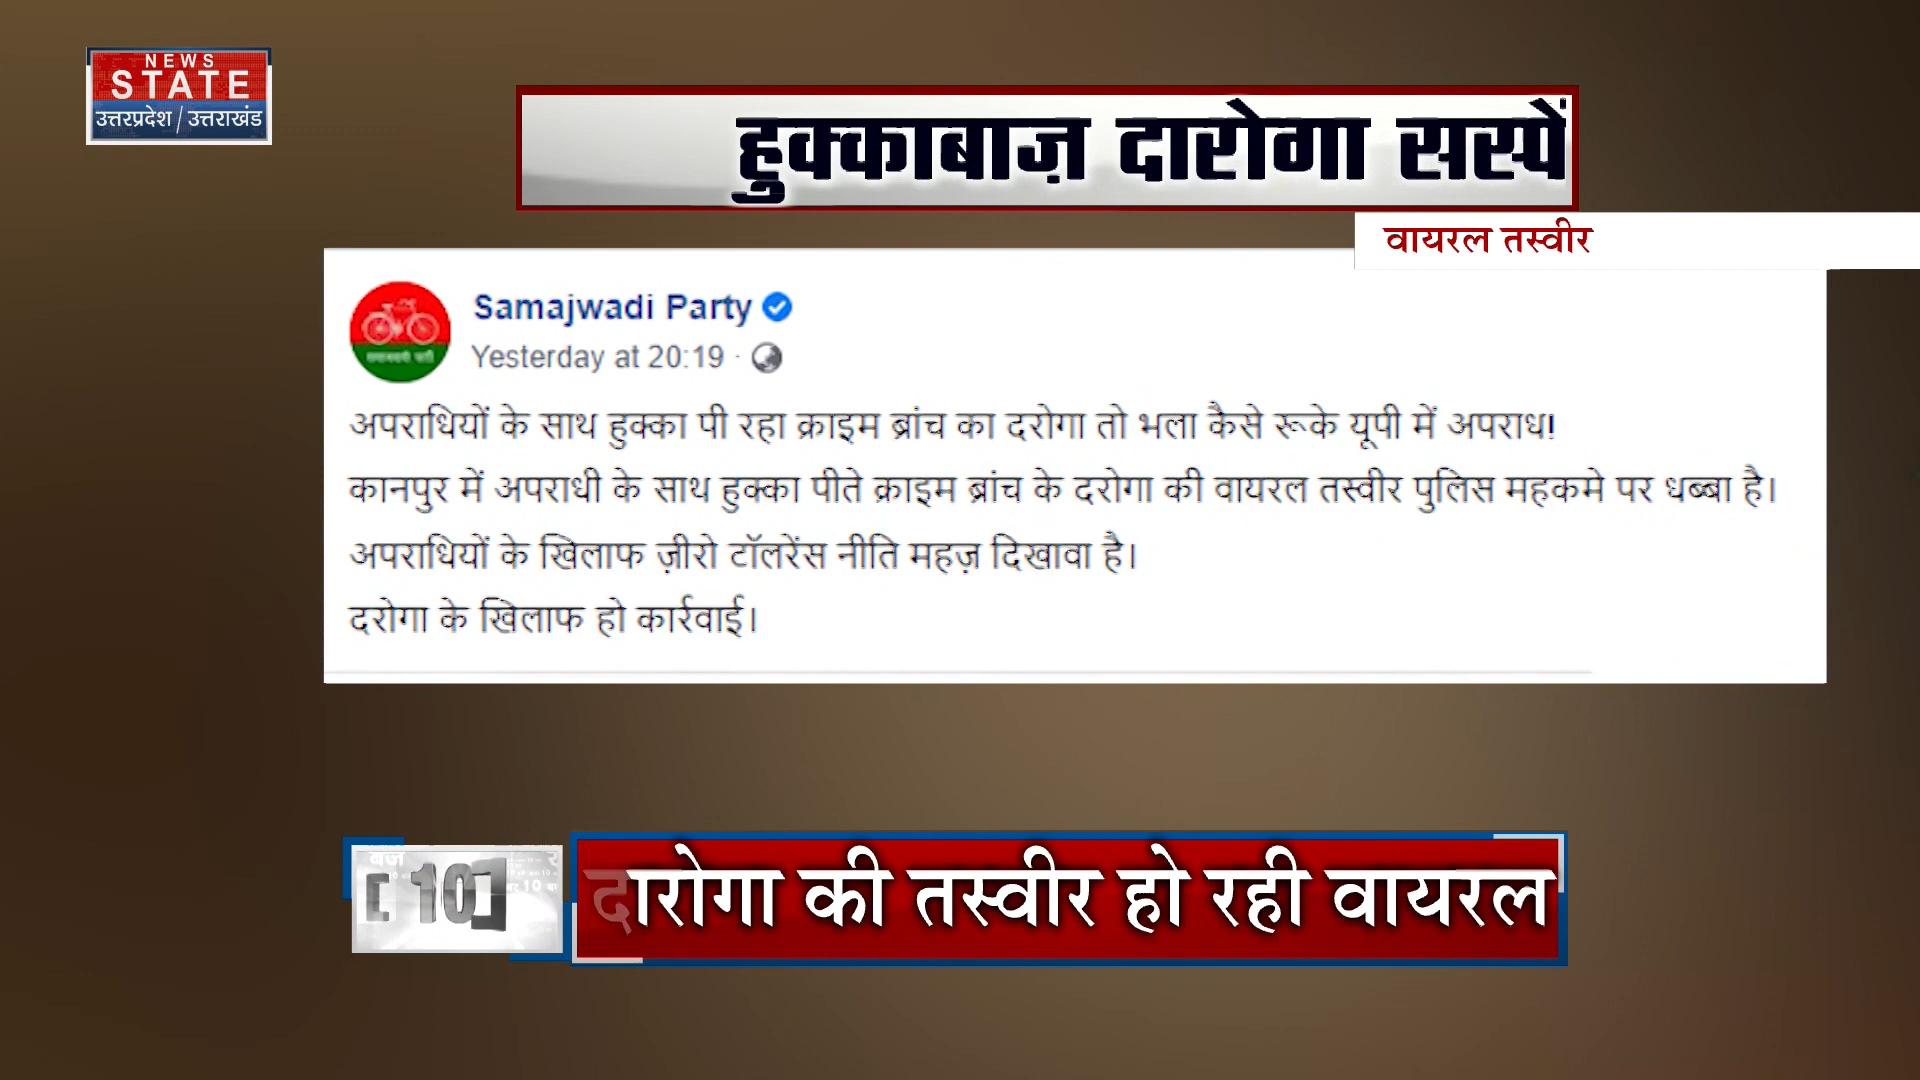 NEWS
STATE
उत्तरप्रदेश / उत्तराखंड
हुक्काबाज़ दारोगा सस्पें
वायरल तस्वीर
Samajwadi Party
Yesterday at 20:19 ·
अपराधियों के साथ हुक्का पी रहा क्राइम ब्रांच का दरोगा तो भला कैसे रूके यूपी में अपराध!
कानपुर में अपराधी के साथ हुक्का पीते क्राइम ब्रांच के दरोगा की वायरल तस्वीर पुलिस महकमे पर धब्बा है।
अपराधियों के खिलाफ ज़ीरो टॉलरेंस नीति महज़ दिखावा है।
दरोगा के खिलाफ हो कार्रवाई।
[10]
दारोगा की तस्वीर हो रही वायरल